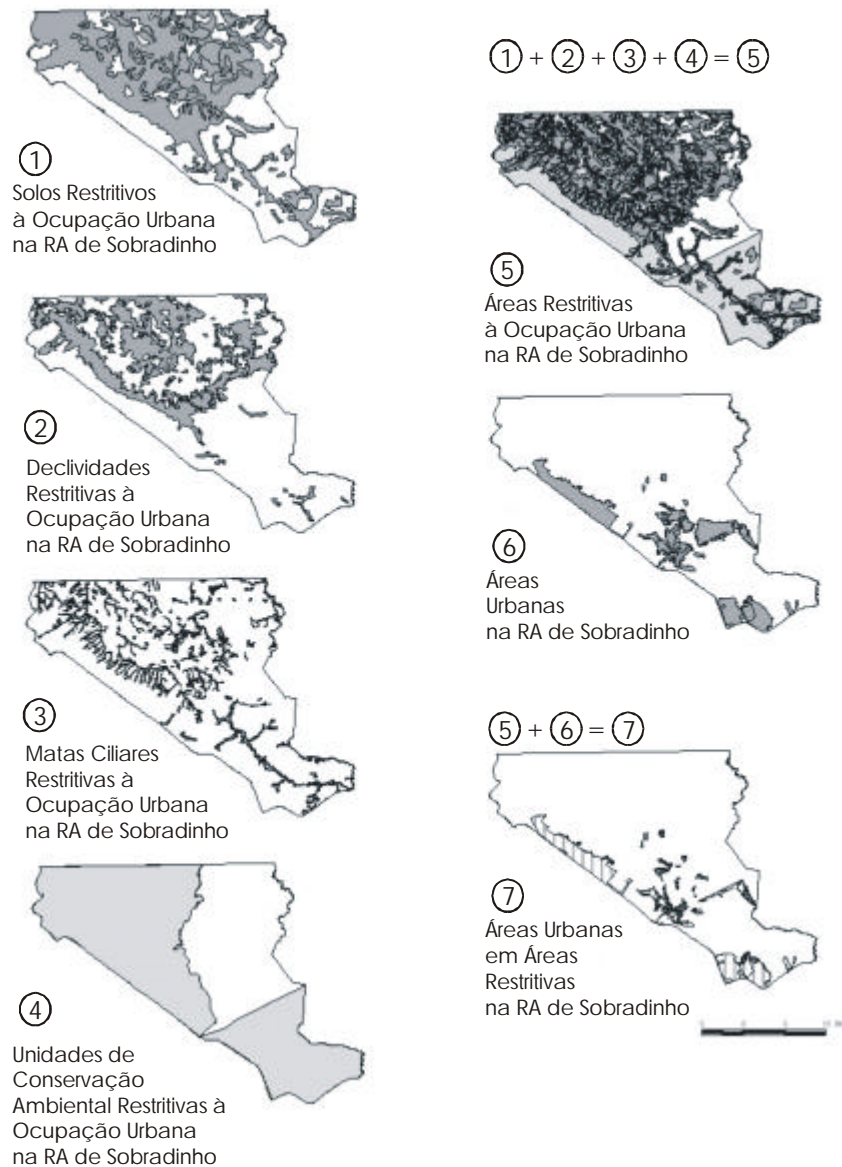 1
Solos Restritivos
à Ocupação Urbana
na RA de Sobradinho
2
Declividades
Restritivas à
Ocupação Urbana
na RA de Sobradinho
3
Matas Ciliares
Restritivas à
Ocupação Urbana
na RA de Sobradinho
4
Unidades de
Conservação
Ambiental Restritivas à
Ocupação Urbana
na RA de Sobradinho
1 + 2 + 3 + 4 = 5
5
Áreas Restritivas
à Ocupação Urbana
na RA de Sobradinho
6
Áreas
Urbanas
na RA de Sobradinho
5 + 6 = 7
7
Áreas Urbanas
em Áreas
Restritivas
na RA de Sobradinho